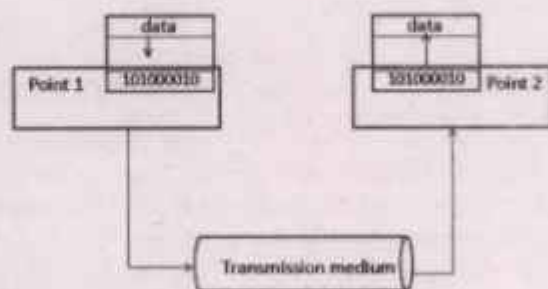 data
data
Point 1
101000010
101000010
Point 2
Transmission medium